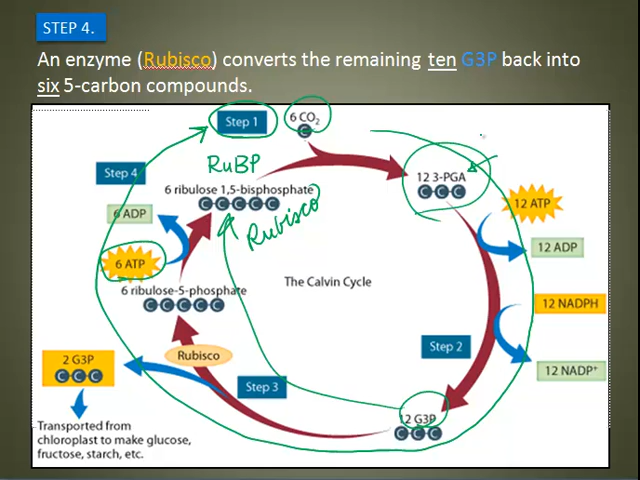 STEP 4.
An enzyme (Rubisco) converts the remaining ten G3P back into
six 5-carbon compounds.
Step 1
6 CO₂
C
RuBP
Step 4
6 ribulose 1,5-bisphosphate
C C C C C
Rubisco
12 3-PGA
C C C
12 ATP
6 ADP
12 ADP
6 ATP
The Calvin Cycle
6 ribulose-5-phosphate
C C C C C
12 NADPH
Step 2
2 G3P
C C C
Rubisco
12 NADP⁺
Step 3
12 G3P
C C C
Transported from
chloroplast to make glucose,
fructose, starch, etc.